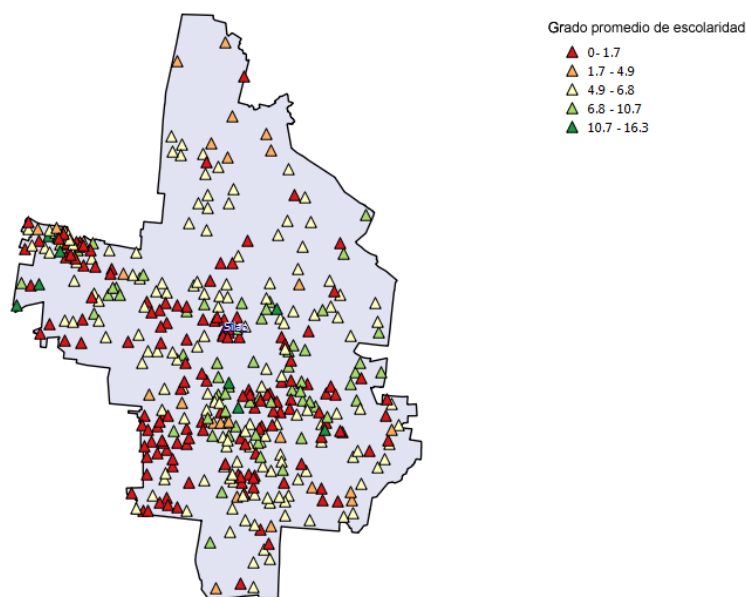 Grado promedio de escolaridad
0- 1.7
1.7 - 4.9
4.9 - 6.8
6.8 - 10.7
10.7 - 16.3
Silao